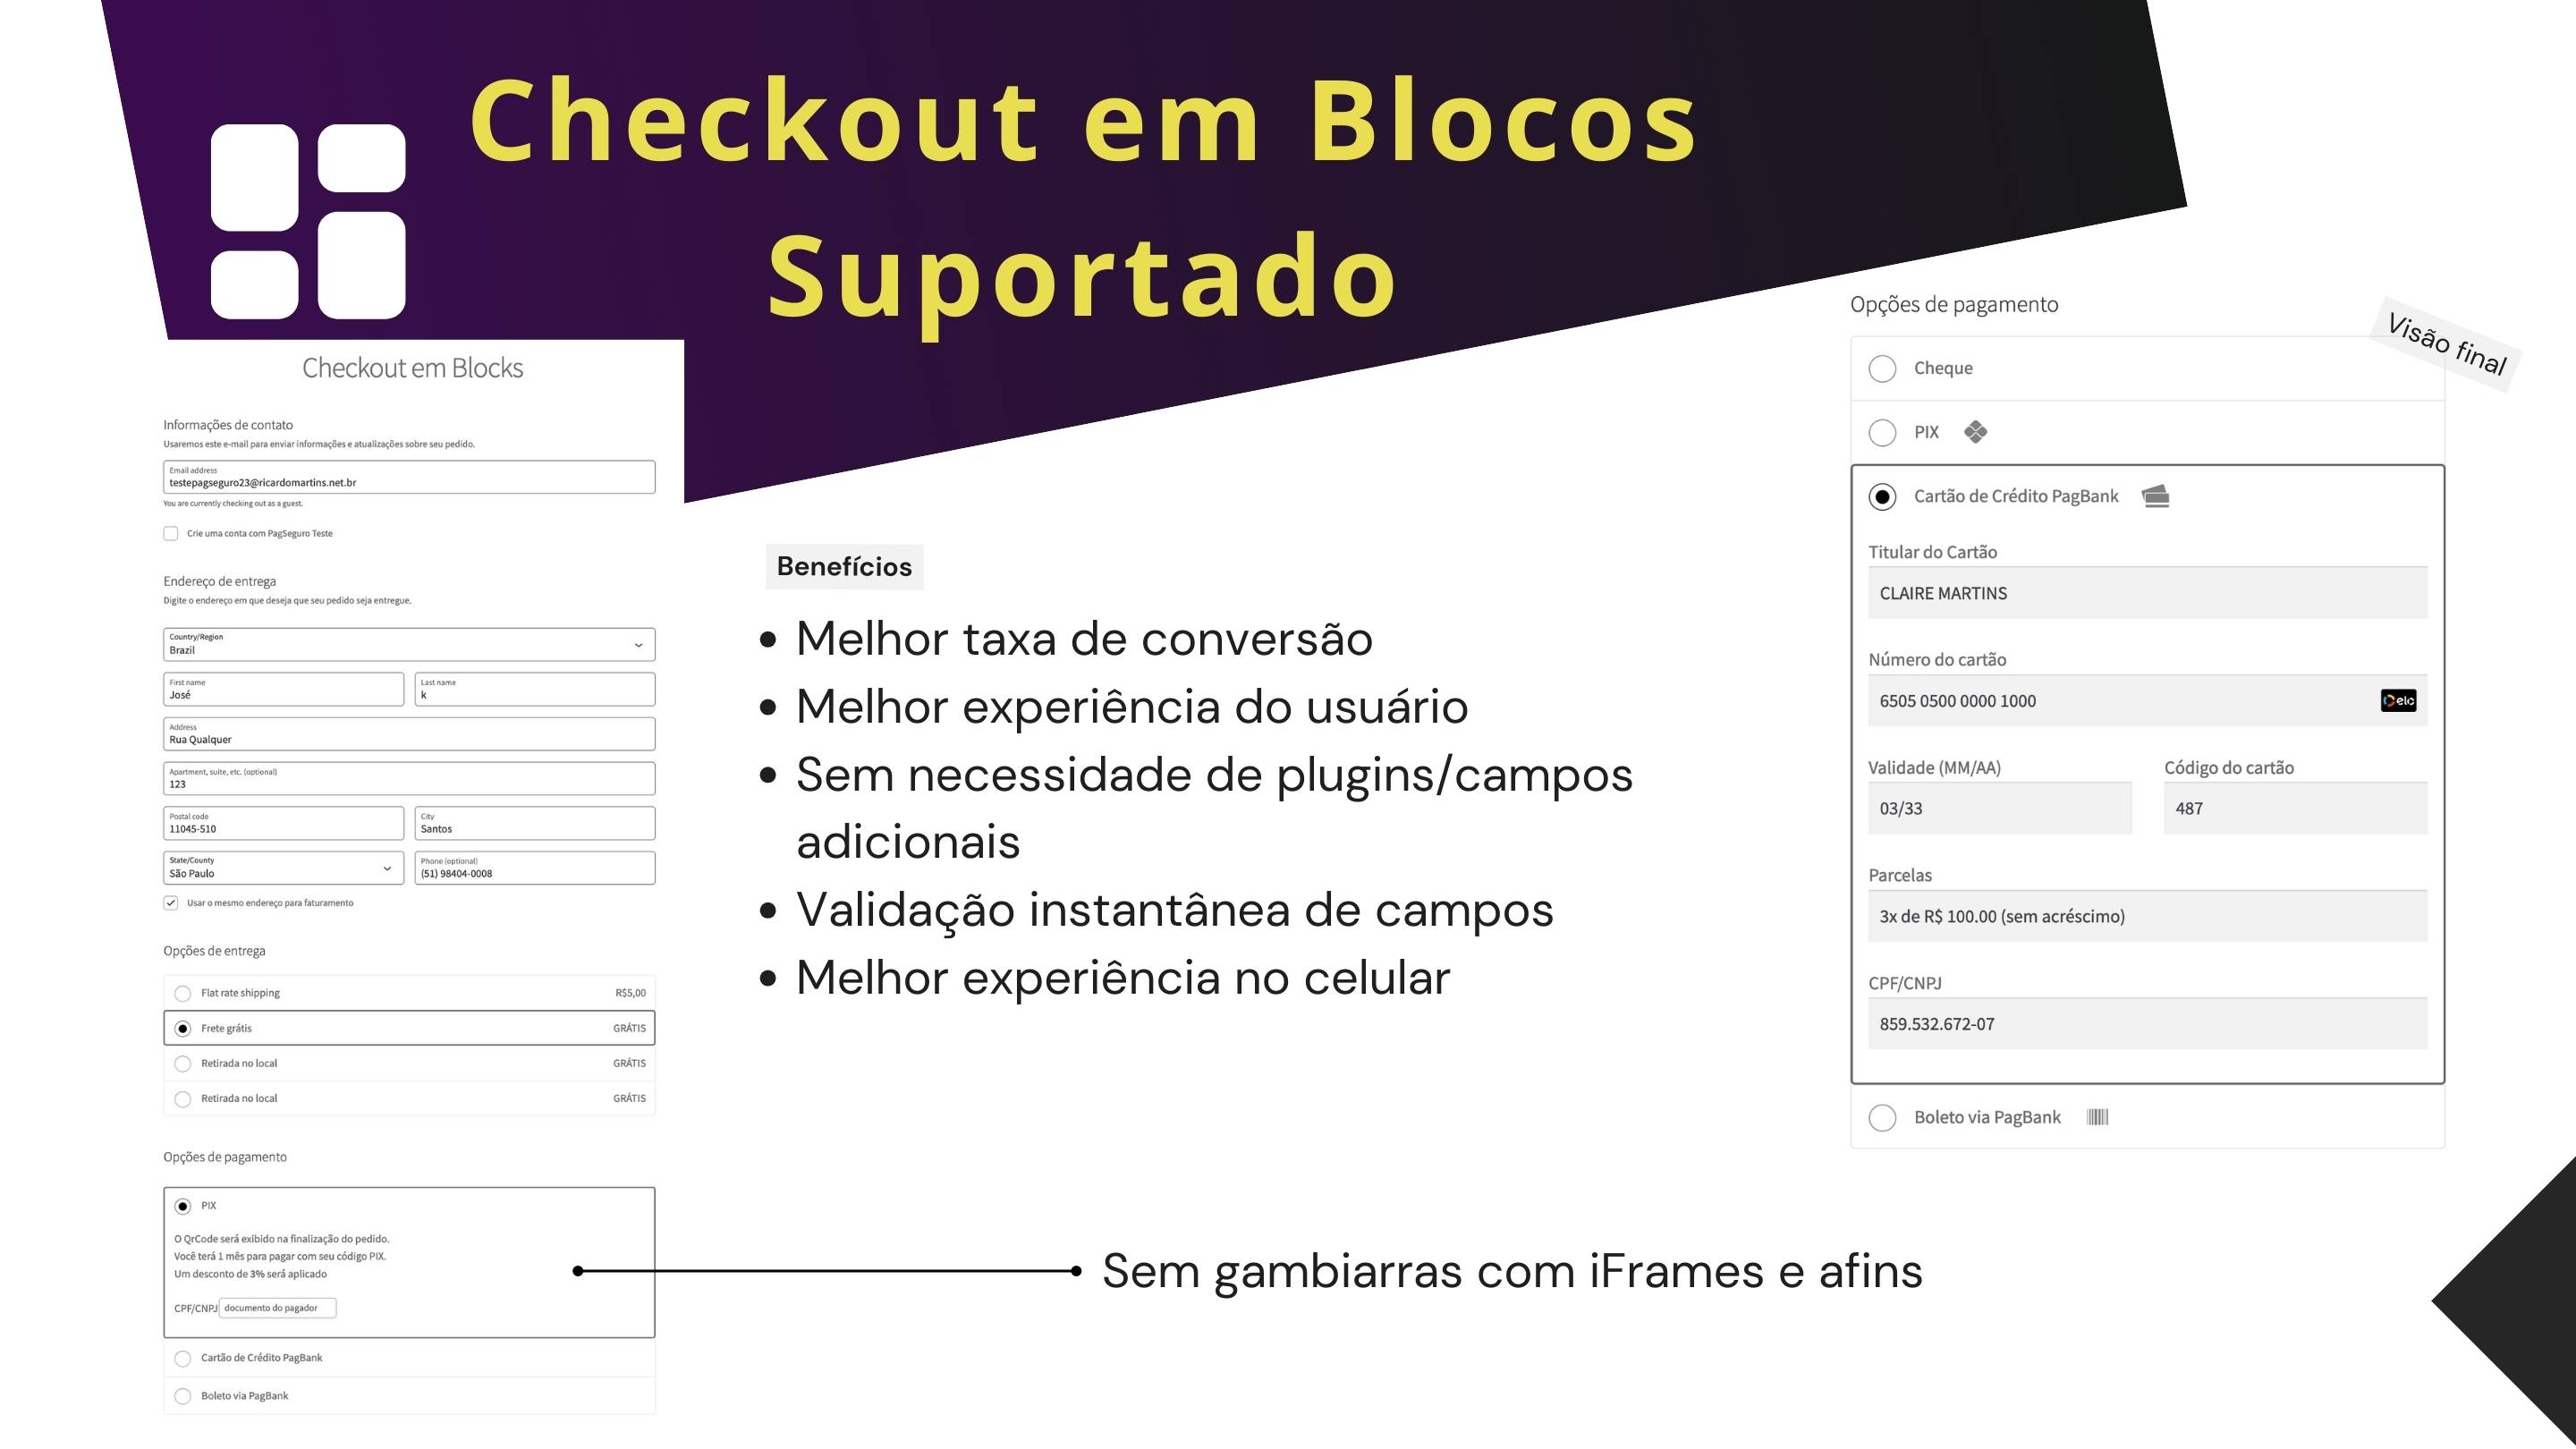 Checkout em Blocos
Suportado
Checkout em Blocks
Informações de contato
Usaremos este e-mail para enviar informações e atualizações sobre seu pedido.
Email address
testepagseguro23@ricardomartins.net.br
You are currently checking out as a guest.
Crie uma conta com PagSeguro Teste
Endereço de entrega
Digite o endereço em que deseja que seu pedido seja entregue.
Country/Region
Brazil
First name
José
Last name
k
Address
Rua Qualquer
Apartment, suite, etc. (optional)
123
Postal code
11045-510
City
Santos
State/County
São Paulo
Phone (optional)
(51) 98404-0008
Usar o mesmo endereço para faturamento
Opções de entrega
Flat rate shipping R$5,00
Frete grátis GRÁTIS
Retirada no local GRÁTIS
Retirada no local GRÁTIS
Opções de pagamento
PIX
O QrCode será exibido na finalização do pedido.
Você terá 1 mês para pagar com seu código PIX.
Um desconto de 3% será aplicado
CPF/CNPJ documento do pagador
Cartão de Crédito PagBank
Boleto via PagBank
Benefícios
• Melhor taxa de conversão
• Melhor experiência do usuário
• Sem necessidade de plugins/campos
adicionais
• Validação instantânea de campos
• Melhor experiência no celular
Sem gambiarras com iFrames e afins
Visão final
Opções de pagamento
Cheque
PIX
Cartão de Crédito PagBank
Titular do Cartão
CLAIRE MARTINS
Número do cartão
6505 0500 0000 1000 elo
Validade (MM/AA)
03/33
Código do cartão
487
Parcelas
3x de R$ 100.00 (sem acréscimo)
CPF/CNPJ
859.532.672-07
Boleto via PagBank